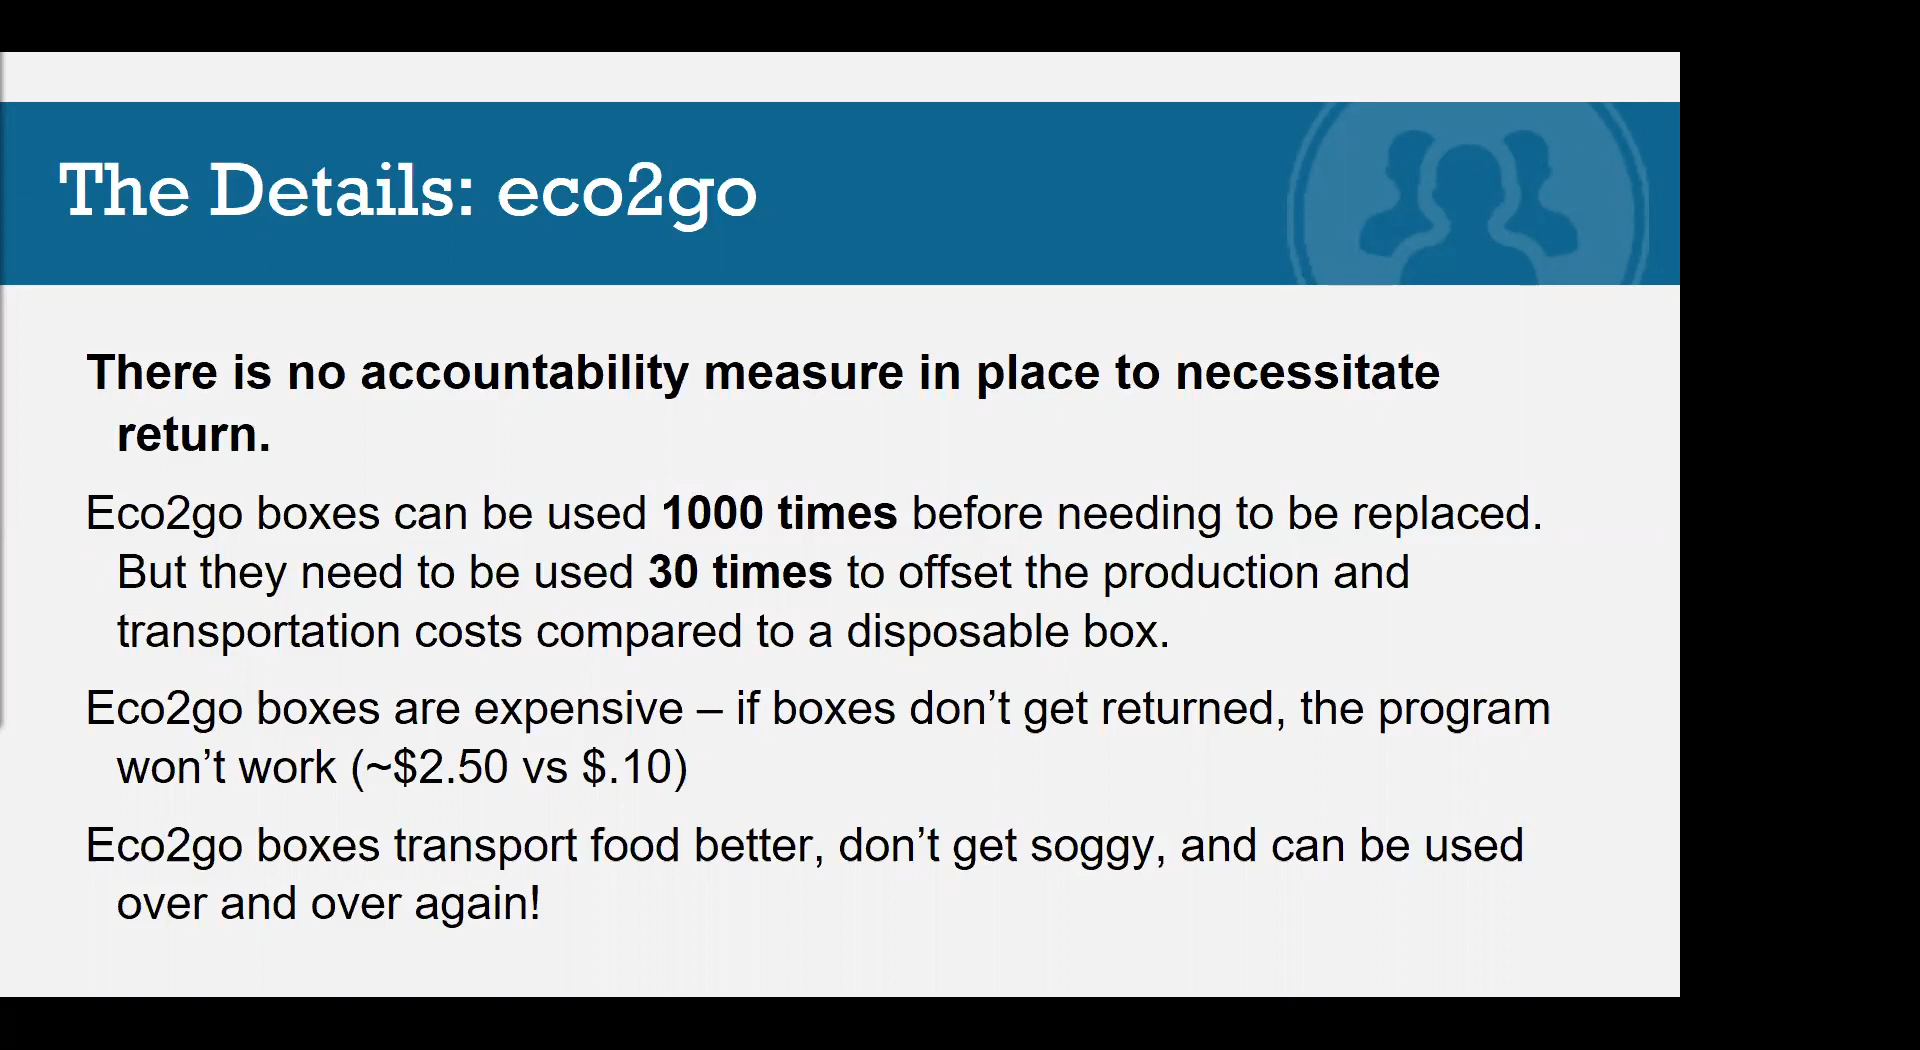 The Details: eco2go
There is no accountability measure in place to necessitate
return.
Eco2go boxes can be used 1000 times before needing to be replaced.
But they need to be used 30 times to offset the production and
transportation costs compared to a disposable box.
Eco2go boxes are expensive – if boxes don’t get returned, the program
won’t work (~$2.50 vs $.10)
Eco2go boxes transport food better, don’t get soggy, and can be used
over and over again!